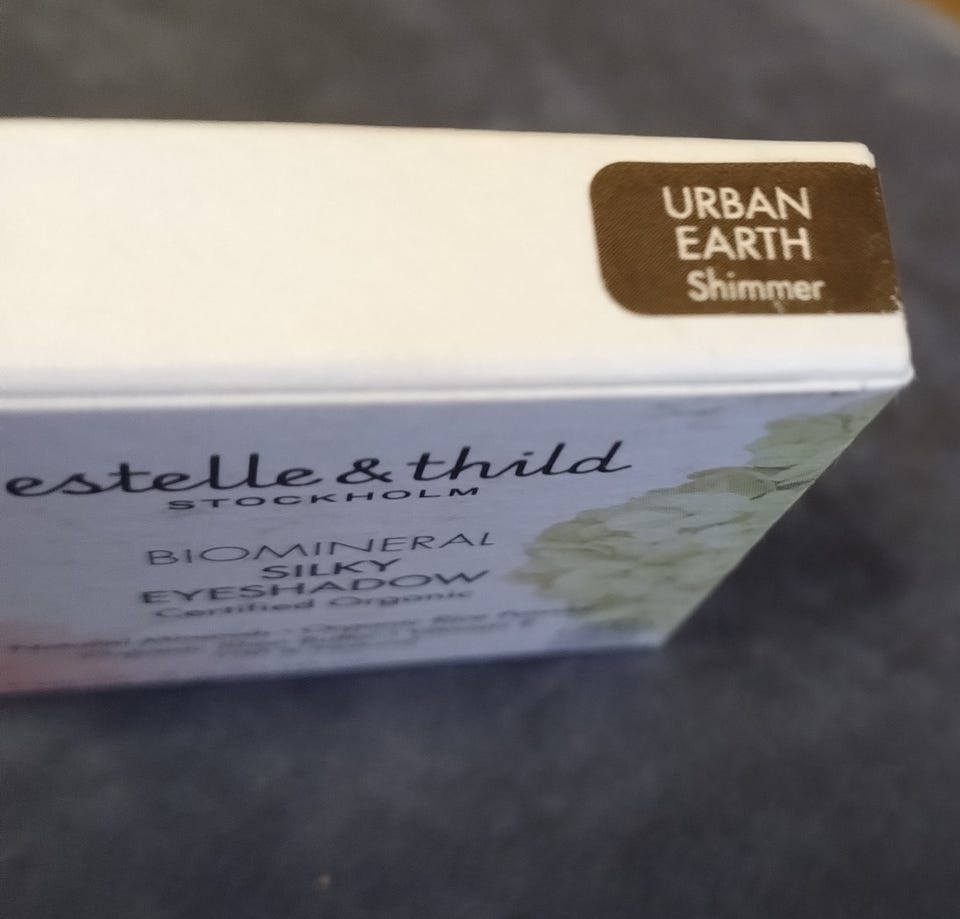 URBAN
EARTH
Shimmer
estelle & thild
STOCKHOLM
BIOMINERAL
SILKY
EYESHADOW
Certified Organic